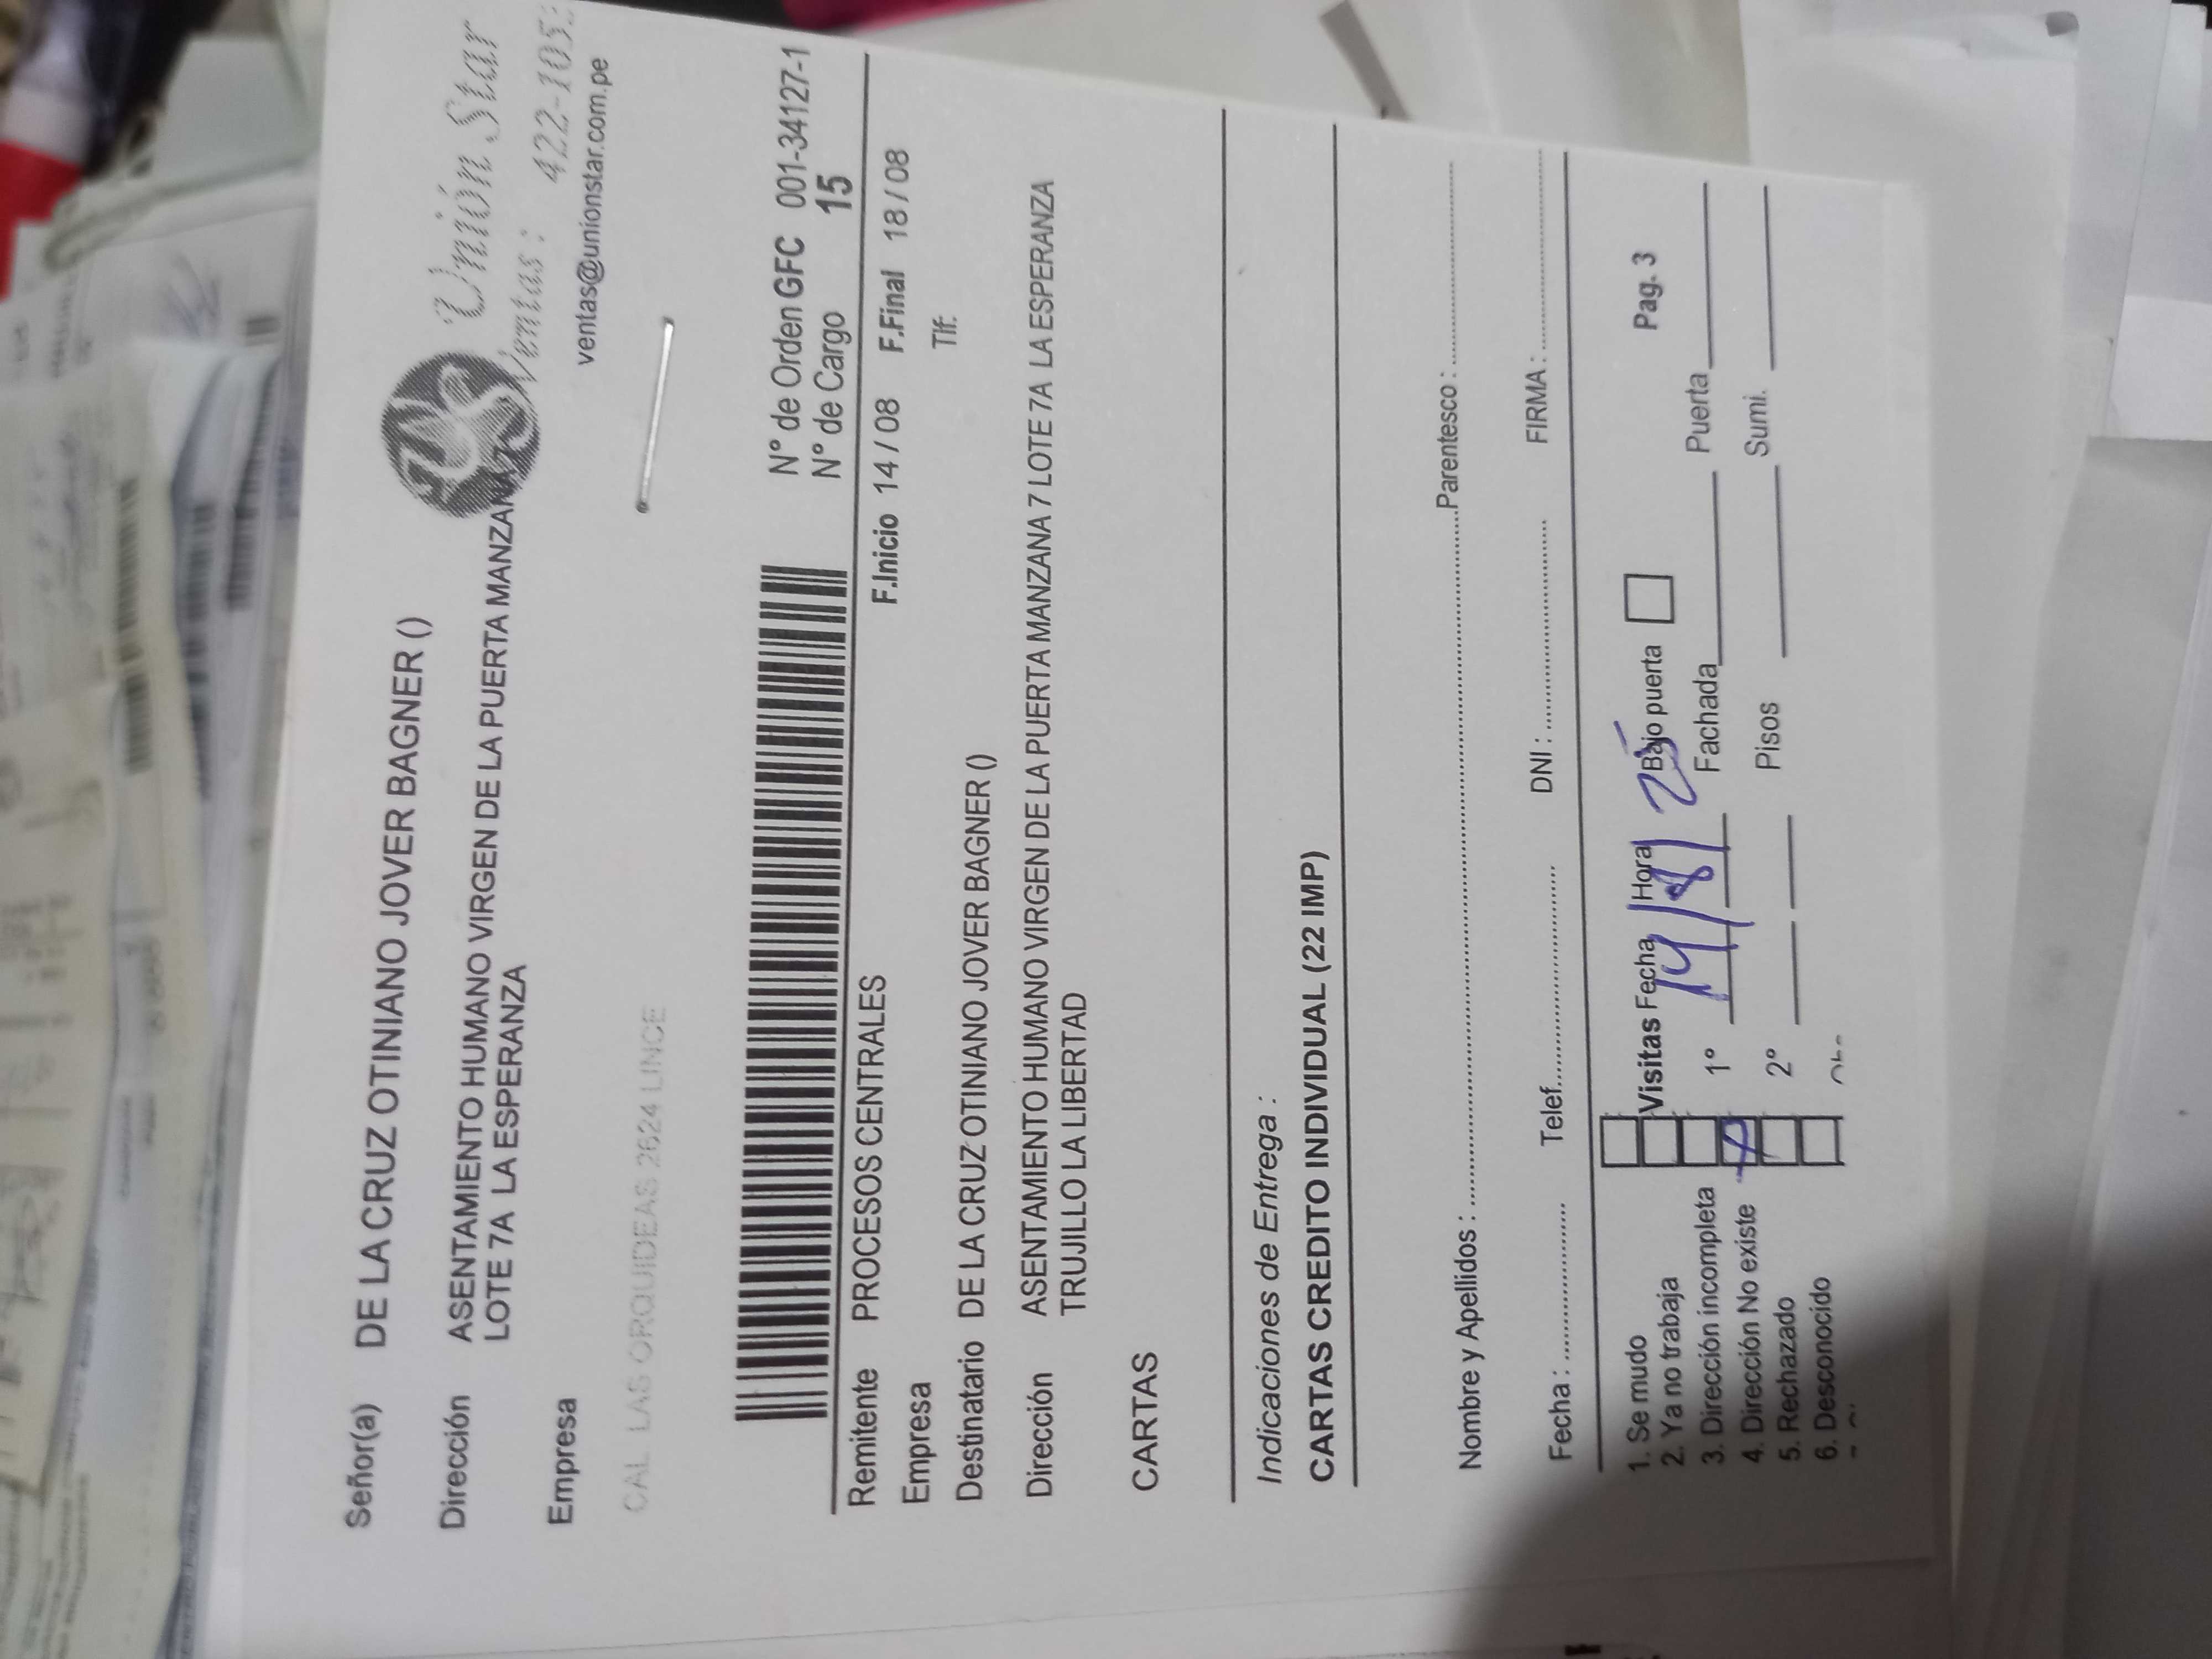 Señor(a) DE LA CRUZ OTINIANO JOVER BAGNER ()
Unión Star
Ventas : 422-105
ventas@unionstar.com.pe
Dirección ASENTAMIENTO HUMANO VIRGEN DE LA PUERTA MANZANA 7
LOTE 7A LA ESPERANZA
Empresa
CAL LAS ORQUIDEAS 2624 LINCE
N° de Orden GFC 001-34127-1
N° de Cargo 15
Remitente PROCESOS CENTRALES F.Inicio 14 / 08 F.Final 18 / 08
Empresa Tlf:
Destinatario DE LA CRUZ OTINIANO JOVER BAGNER ()
Dirección ASENTAMIENTO HUMANO VIRGEN DE LA PUERTA MANZANA 7 LOTE 7A LA ESPERANZA
TRUJILLO LA LIBERTAD
CARTAS
Indicaciones de Entrega :
CARTAS CREDITO INDIVIDUAL (22 IMP)
Nombre y Apellidos : Parentesco :
Fecha : Telef. DNI : FIRMA :
1. Se mudo Visitas Fecha Hora Bajo puerta Pag. 3
2. Ya no trabaja
3. Dirección incompleta 1° 14/8/25 Fachada Puerta
4. Dirección No existe
5. Rechazado 2° Pisos Sumi.
6. Desconocido